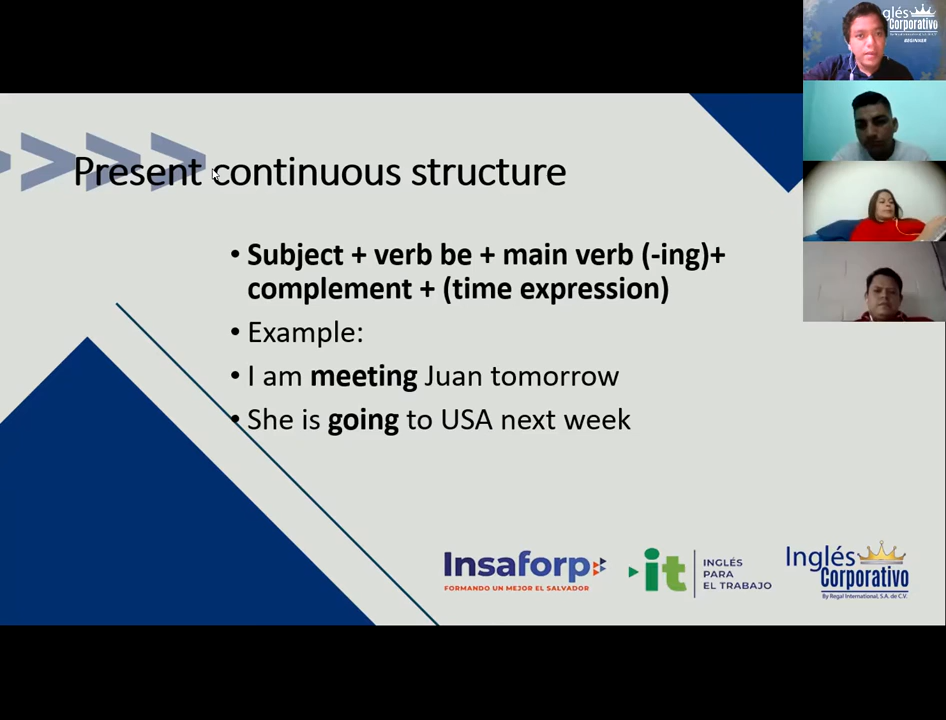 Inglés
Corporativo
BEGINNER
Present continuous structure
• Subject + verb be + main verb (-ing)+
complement + (time expression)
• Example:
• I am meeting Juan tomorrow
• She is going to USA next week
Insaforp
FORMANDO UN MEJOR EL SALVADOR
it
INGLÉS
PARA
EL TRABAJO
Inglés
Corporativo
By Regal International, S.A. de C.V.